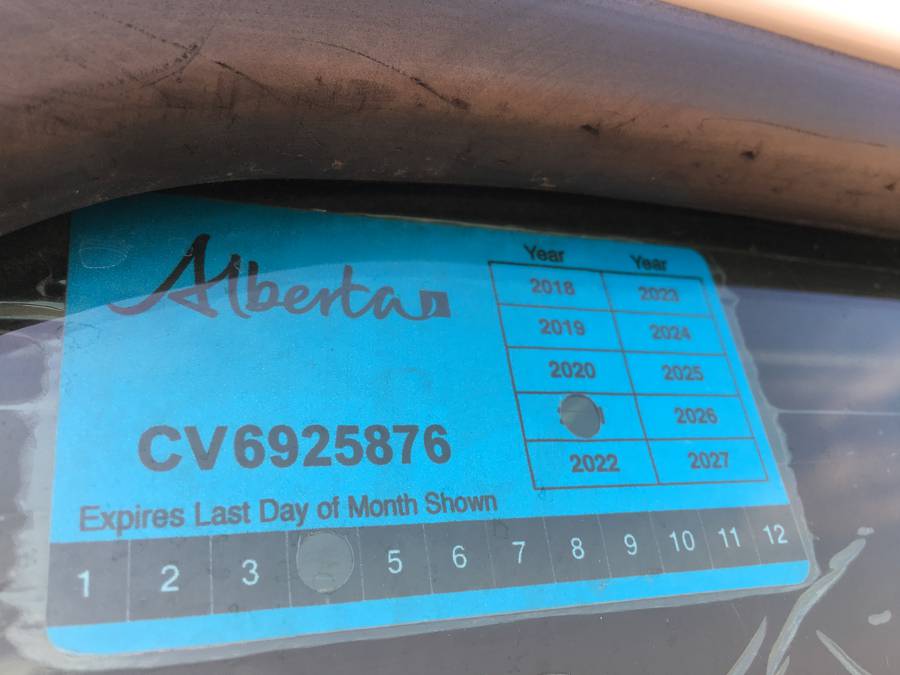 Alberta
Year Year
2018 2023
2019 2024
2020 2025
2026
2022 2027
CV6925876
Expires Last Day of Month Shown
1 2 3 5 6 7 8 9 10 11 12